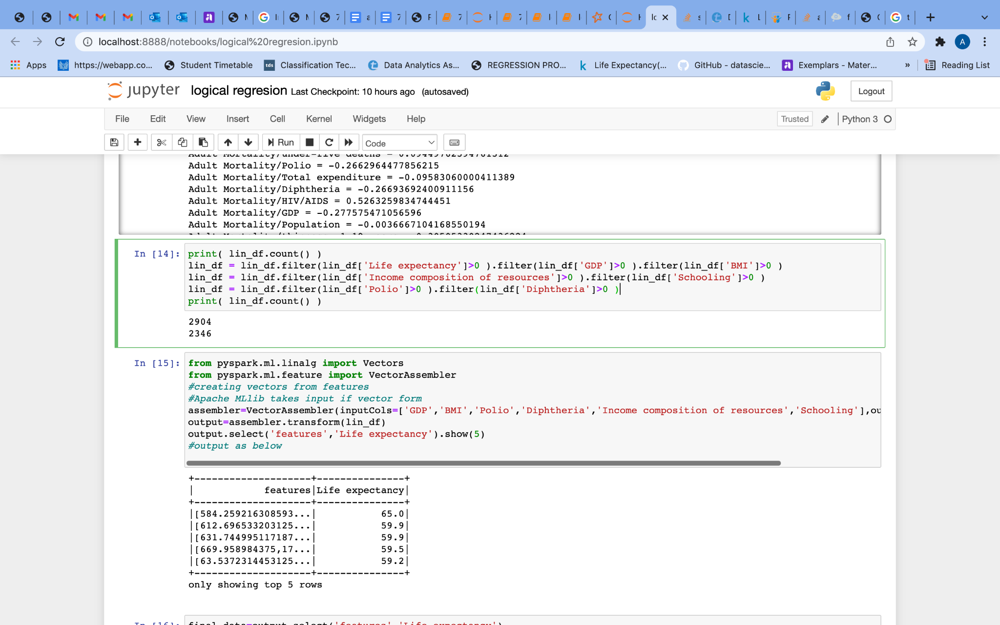 localhost:8888/notebooks/logical%20regresion.ipynb
A
Apps https://webapp.co... Student Timetable tds Classification Tec... Data Analytics As... REGRESSION PRO... Life Expectancy(... GitHub - datascie... Exemplars - Mater... » Reading List
jupyter logical regresion Last Checkpoint: 10 hours ago (autosaved) Logout
File Edit View Insert Cell Kernel Widgets Help Trusted Python 3
Run Code
Adult Mortality/under-five deaths = 0.09449702394761312
Adult Mortality/Polio = -0.2662964477856215
Adult Mortality/Total expenditure = -0.09583060000411389
Adult Mortality/Diphtheria = -0.26693692400911156
Adult Mortality/HIV/AIDS = 0.5263259834744451
Adult Mortality/GDP = -0.277575471056596
Adult Mortality/Population = -0.0036667104168550194
In [14]: print( lin_df.count() )
lin_df = lin_df.filter(lin_df['Life expectancy']>0 ).filter(lin_df['GDP']>0 ).filter(lin_df['BMI']>0 )
lin_df = lin_df.filter(lin_df['Income composition of resources']>0 ).filter(lin_df['Schooling']>0 )
lin_df = lin_df.filter(lin_df['Polio']>0 ).filter(lin_df['Diphtheria']>0 )
print( lin_df.count() )
2904
2346
In [15]: from pyspark.ml.linalg import Vectors
from pyspark.ml.feature import VectorAssembler
#creating vectors from features
#Apache MLlib takes input if vector form
assembler=VectorAssembler(inputCols=['GDP','BMI','Polio','Diphtheria','Income composition of resources','Schooling'],ou
output=assembler.transform(lin_df)
output.select('features','Life expectancy').show(5)
#output as below
+--------------------+---------------+
|            features|Life expectancy|
+--------------------+---------------+
|[584.259216308593...|           65.0|
|[612.696533203125...|           59.9|
|[631.744995117187...|           59.9|
|[669.958984375,17...|           59.5|
|[63.5372314453125...|           59.2|
+--------------------+---------------+
only showing top 5 rows
In [16]: final_data=output.select('features','Life expectancy')